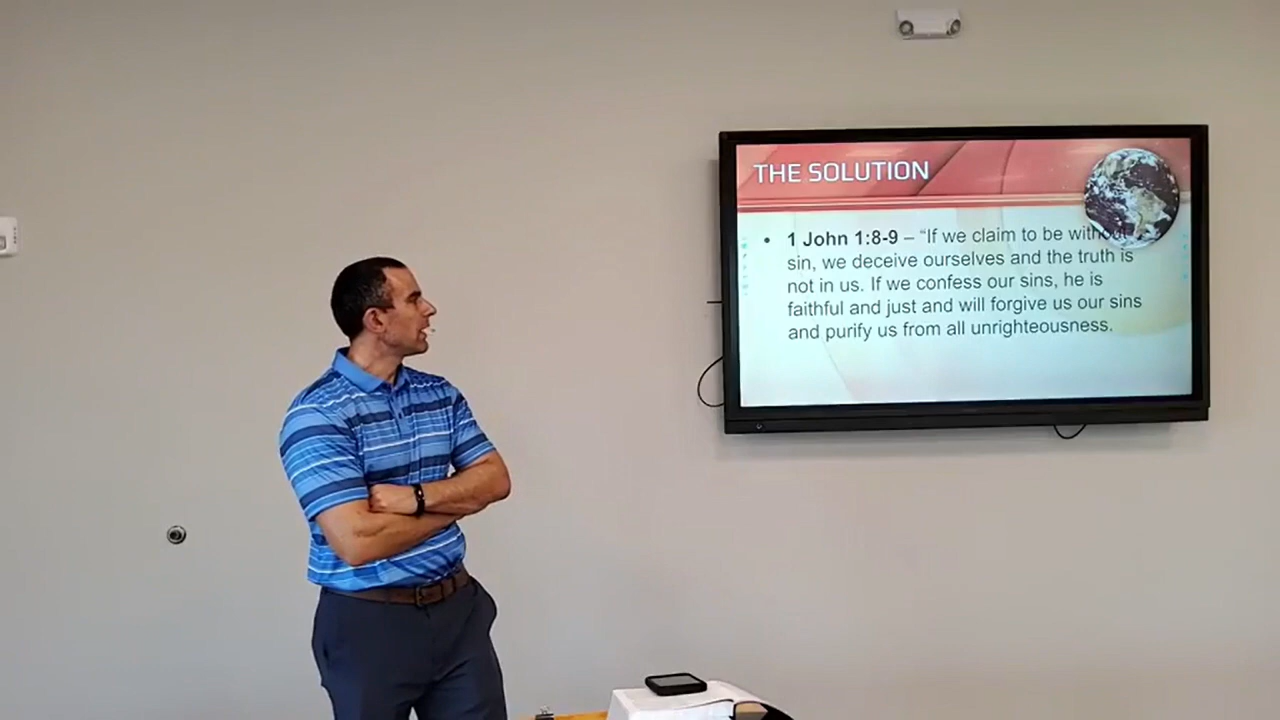 THE SOLUTION
• 1 John 1:8-9 – “If we claim to be without
sin, we deceive ourselves and the truth is
not in us. If we confess our sins, he is
faithful and just and will forgive us our sins
and purify us from all unrighteousness.